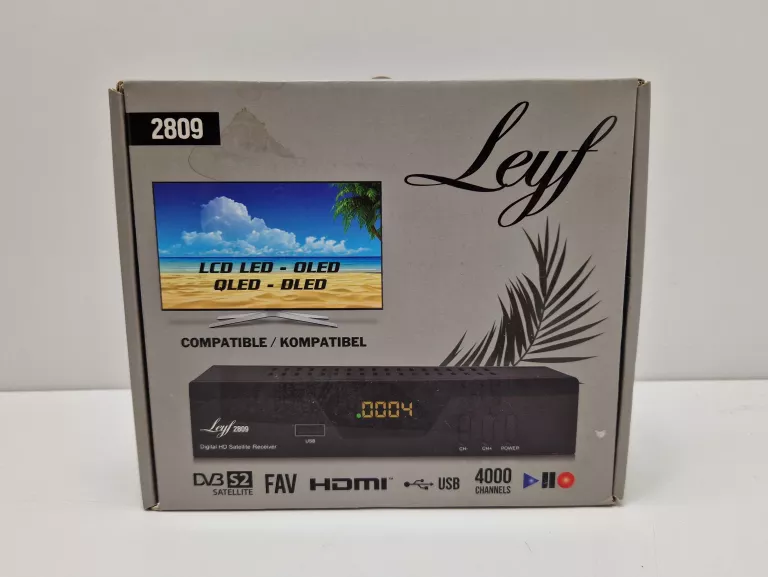 2809
Leyf
LCD LED - OLED
QLED - DLED
COMPATIBLE / KOMPATIBEL
.0004
Leyf 2809
USB
Digital HD Satellite Receiver
CH- CH+ POWER
DVB S2
SATELLITE
FAV
HDMI™
USB
4000
CHANNELS